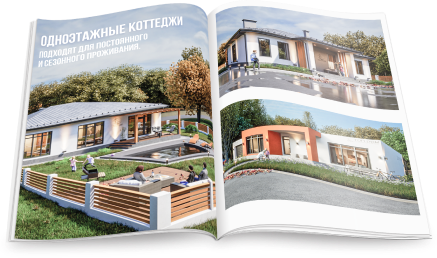 ОДНОЭТАЖНЫЕ КОТТЕДЖИ
ПОДХОДЯТ ДЛЯ ПОСТОЯННОГО
И СЕЗОННОГО ПРОЖИВАНИЯ.